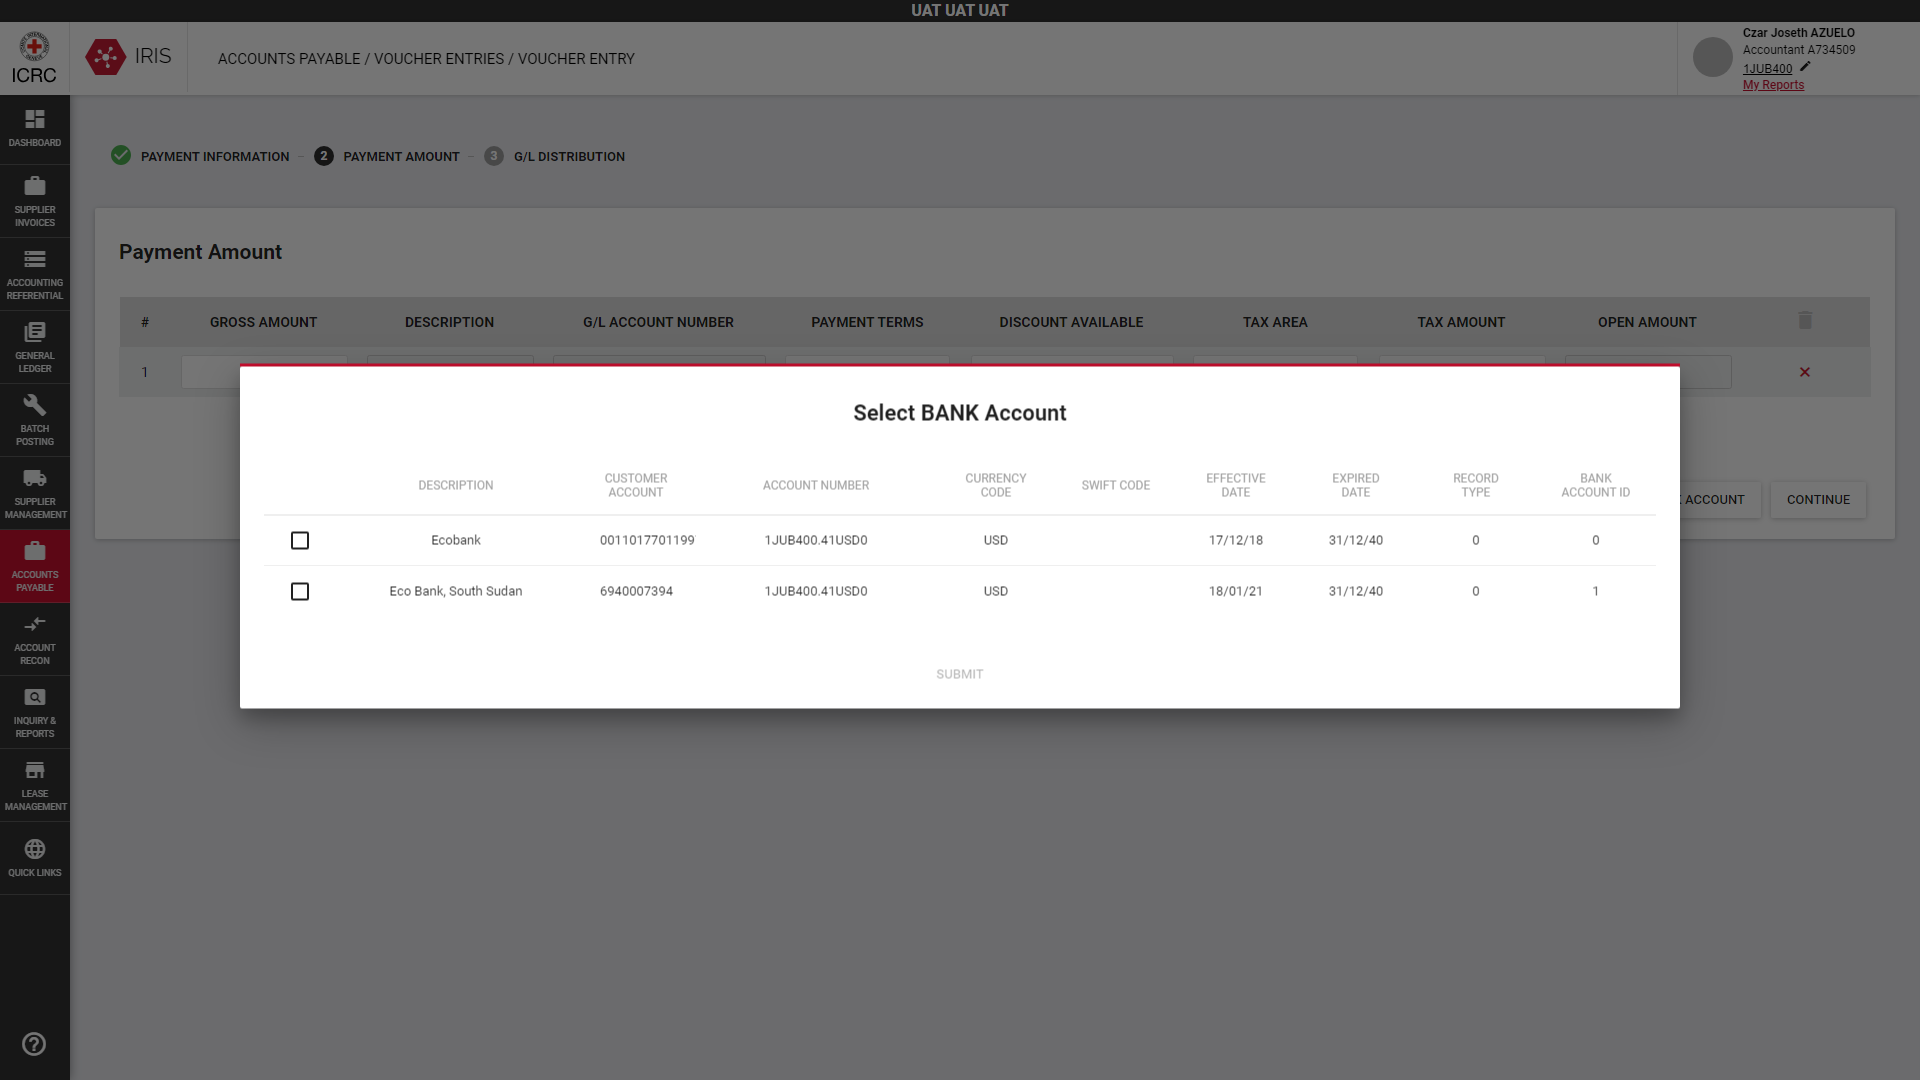 UAT UAT UAT
ICRC
IRIS
ACCOUNTS PAYABLE / VOUCHER ENTRIES / VOUCHER ENTRY
Czar Joseth AZUELO
Accountant A734509
1JUB400
My Reports
DASHBOARD
SUPPLIER
INVOICES
ACCOUNTING
REFERENTIAL
GENERAL
LEDGER
BATCH
POSTING
SUPPLIER
MANAGEMENT
ACCOUNTS
PAYABLE
ACCOUNT
RECON
INQUIRY &
REPORTS
LEASE
MANAGEMENT
QUICK LINKS
PAYMENT INFORMATION – 2 PAYMENT AMOUNT – 3 G/L DISTRIBUTION
Payment Amount
# GROSS AMOUNT DESCRIPTION G/L ACCOUNT NUMBER PAYMENT TERMS DISCOUNT AVAILABLE TAX AREA TAX AMOUNT OPEN AMOUNT
1
Select BANK Account
DESCRIPTION CUSTOMER ACCOUNT ACCOUNT NUMBER CURRENCY CODE SWIFT CODE EFFECTIVE DATE EXPIRED DATE RECORD TYPE BANK ACCOUNT ID
Ecobank 0011017701199 1JUB400.41USD0 USD 17/12/18 31/12/40 0 0
Eco Bank, South Sudan 6940007394 1JUB400.41USD0 USD 18/01/21 31/12/40 0 1
SUBMIT
ACCOUNT
CONTINUE